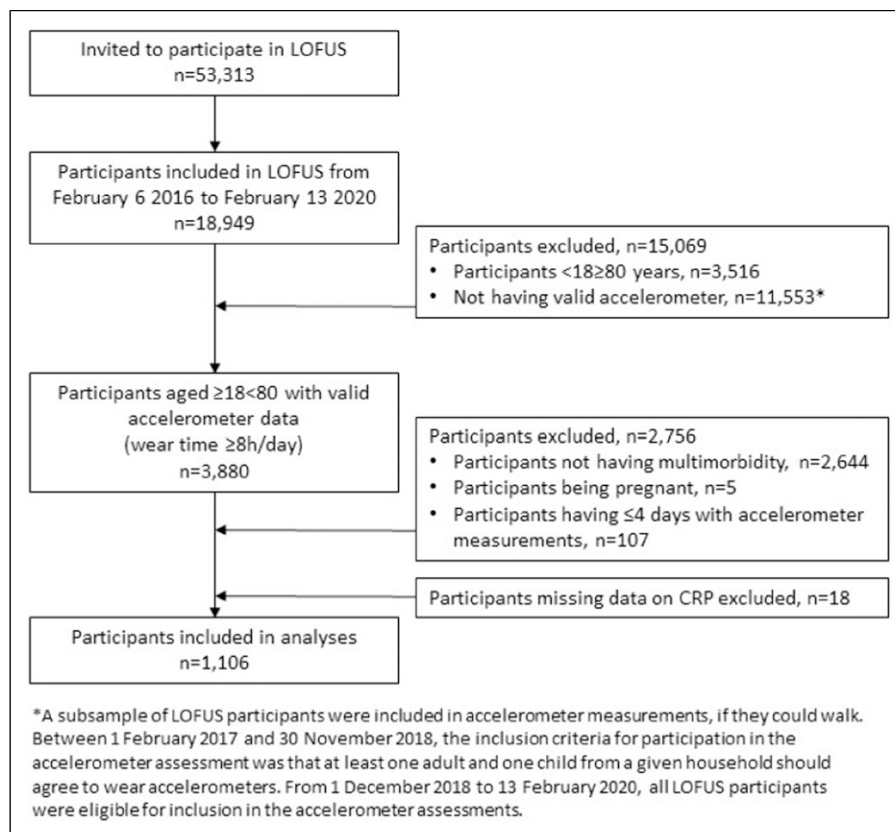 Invited to participate in LOFUS
n=53,313
Participants included in LOFUS from
February 6 2016 to February 13 2020
n=18,949
Participants excluded, n=15,069
• Participants <18≥80 years, n=3,516
• Not having valid accelerometer, n=11,553*
Participants aged ≥18<80 with valid
accelerometer data
(wear time ≥8h/day)
n=3,880
Participants excluded, n=2,756
• Participants not having multimorbidity, n=2,644
• Participants being pregnant, n=5
• Participants having ≤4 days with accelerometer
measurements, n=107
Participants missing data on CRP excluded, n=18
Participants included in analyses
n=1,106
*A subsample of LOFUS participants were included in accelerometer measurements, if they could walk.
Between 1 February 2017 and 30 November 2018, the inclusion criteria for participation in the
accelerometer assessment was that at least one adult and one child from a given household should
agree to wear accelerometers. From 1 December 2018 to 13 February 2020, all LOFUS participants
were eligible for inclusion in the accelerometer assessments.